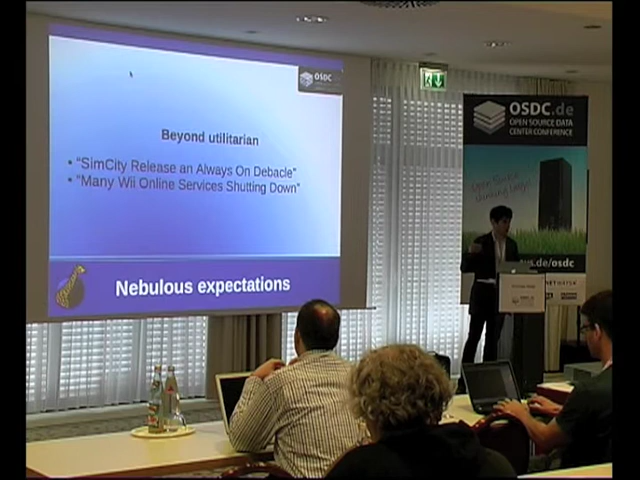 OSDC
Beyond utilitarian
• “SimCity Release an Always On Debacle”
• “Many Wii Online Services Shutting Down”
Nebulous expectations
OSDC.de
OPEN SOURCE DATA
CENTER CONFERENCE
.de/osdc